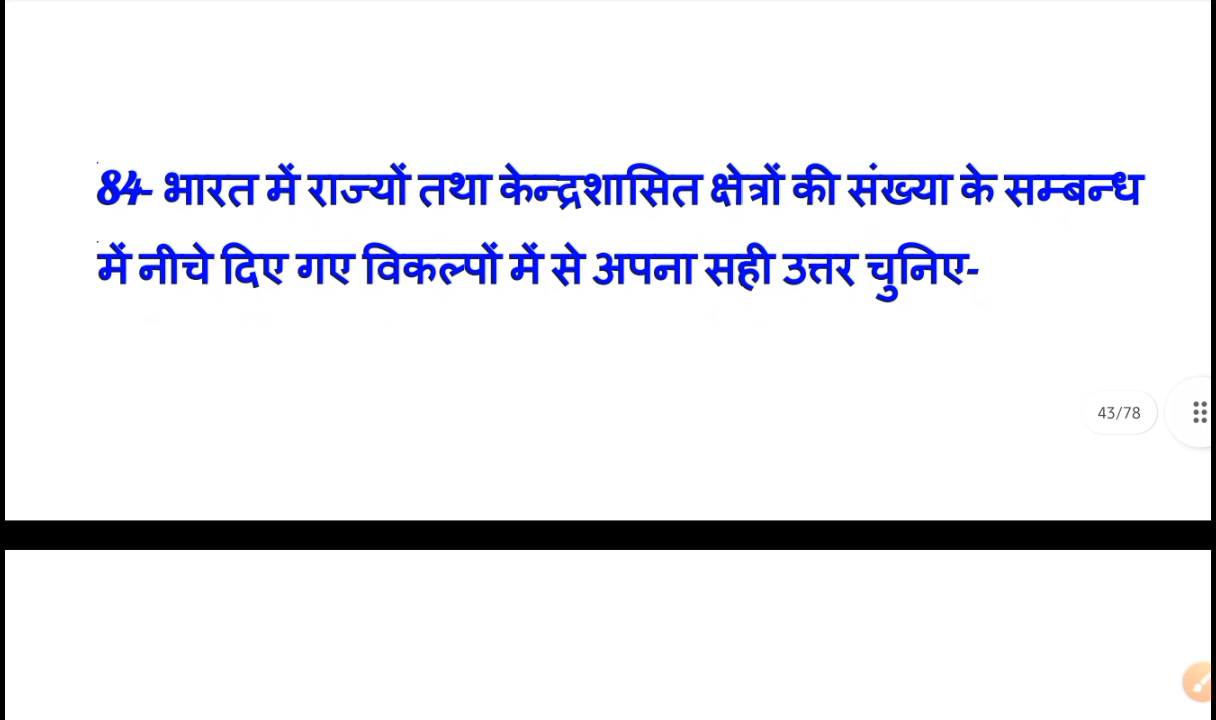 84- भारत में राज्यों तथा केन्द्रशासित क्षेत्रों की संख्या के सम्बन्ध
में नीचे दिए गए विकल्पों में से अपना सही उत्तर चुनिए-
43/78